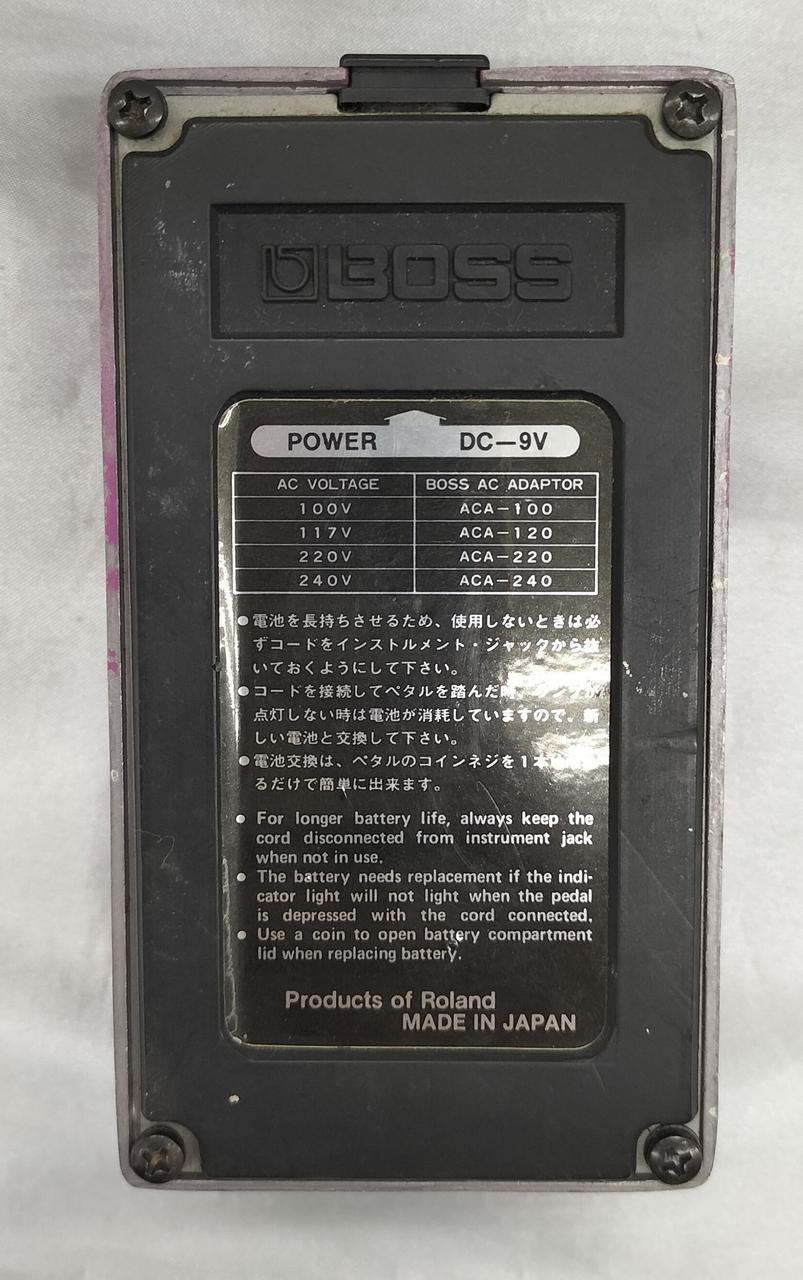 BOSS
POWER DC—9V
AC VOLTAGE BOSS AC ADAPTOR
100V ACA—100
117V ACA—120
220V ACA—220
240V ACA—240
●電池を長持ちさせるため、使用しないときは必
ずコードをインストルメント・ジャックから抜
いておくようにして下さい。
●コードを接続してペタルを踏んだ時
点灯しない時は電池が消耗していますので、新
しい電池と交換して下さい。
●電池交換は、ペタルのコインネジを1本
るだけで簡単に出来ます。
● For longer battery life, always keep the
cord disconnected from instrument jack
when not in use.
● The battery needs replacement if the indi-
cator light will not light when the pedal
is depressed with the cord connected.
● Use a coin to open battery compartment
lid when replacing battery.
Products of Roland
MADE IN JAPAN